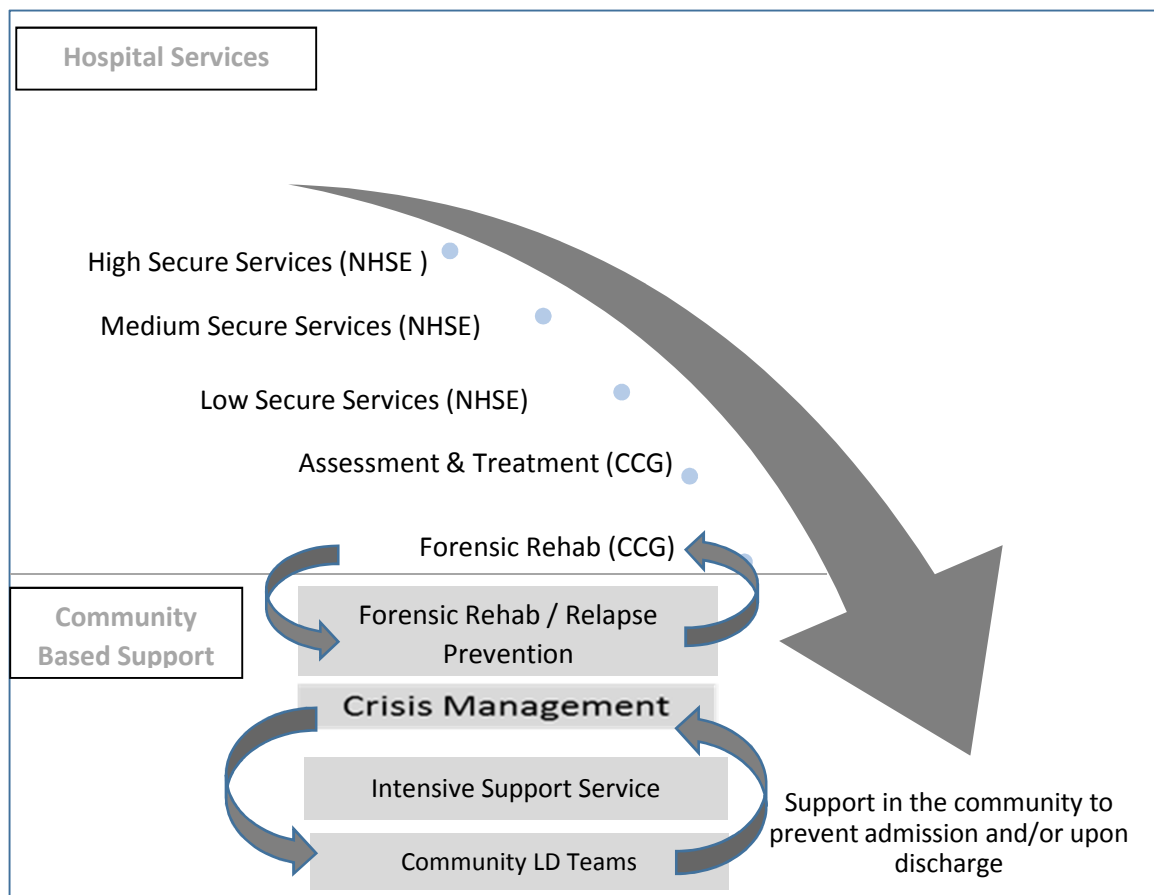 Hospital Services
High Secure Services (NHSE )
Medium Secure Services (NHSE)
Low Secure Services (NHSE)
Assessment & Treatment (CCG)
Forensic Rehab (CCG)
Community
Based Support
Forensic Rehab / Relapse
Prevention
Crisis Management
Intensive Support Service
Community LD Teams
Support in the community to
prevent admission and/or upon
discharge